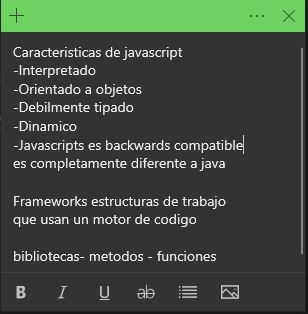 Caracteristicas de javascript
-Interpretado
-Orientado a objetos
-Debilmente tipado
-Dinamico
-Javascripts es backwards compatible
es completamente diferente a java
Frameworks estructuras de trabajo
que usan un motor de codigo
bibliotecas- metodos - funciones
B I U ab